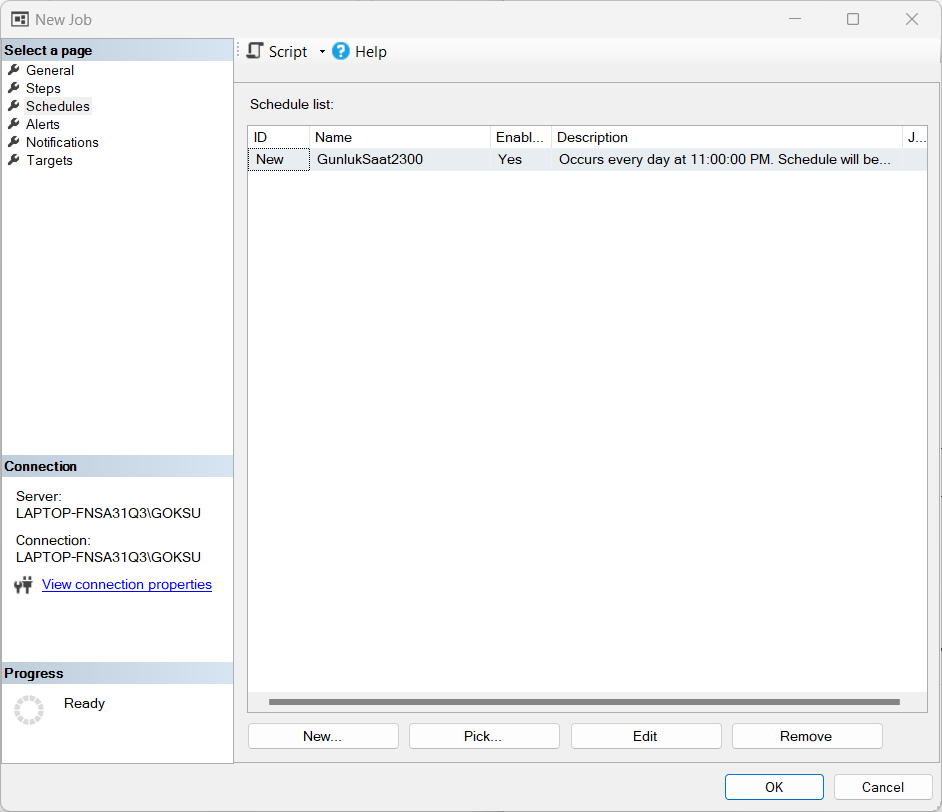 New Job
Select a page
General
Steps
Schedules
Alerts
Notifications
Targets
Script
Help
Schedule list:
ID Name Enabl... Description J...
New GunlukSaat2300 Yes Occurs every day at 11:00:00 PM. Schedule will be...
Connection
Server:
LAPTOP-FNSA31Q3\GOKSU
Connection:
LAPTOP-FNSA31Q3\GOKSU
View connection properties
Progress
Ready
New... Pick... Edit Remove
OK Cancel